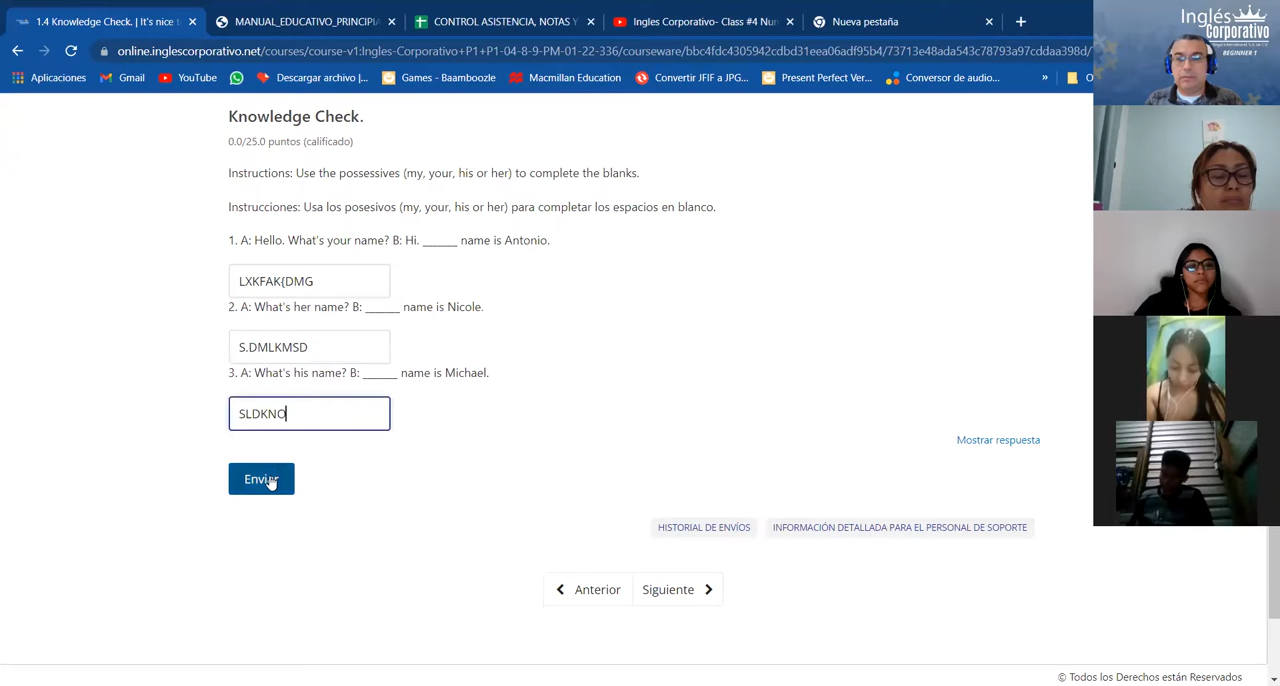 1.4 Knowledge Check. | It's nice t
MANUAL_EDUCATIVO_PRINCIPIA
CONTROL ASISTENCIA, NOTAS Y
Ingles Corporativo- Class #4 Nun
Nueva pestaña
online.inglescorporativo.net/courses/course-v1:Ingles-Corporativo+P1+P1-04-8-9-PM-01-22-336/courseware/bbc4fdc4305942cdbd31eea06adf95b4/73713e48ada543c78793a97cddaa398d/
Aplicaciones Gmail YouTube Descargar archivo |... Games - Baamboozle Macmillan Education Convertir JFIF a JPG... Present Perfect Ver... Conversor de audio... » O
Inglés
Corporativo
BEGINNER 1
Knowledge Check.
0.0/25.0 puntos (calificado)
Instructions: Use the possessives (my, your, his or her) to complete the blanks.
Instrucciones: Usa los posesivos (my, your, his or her) para completar los espacios en blanco.
1. A: Hello. What's your name? B: Hi. ______ name is Antonio.
LXKFAK{DMG
2. A: What's her name? B: ______ name is Nicole.
S.DMLKMSD
3. A: What's his name? B: ______ name is Michael.
SLDKNO
Mostrar respuesta
Enviar
HISTORIAL DE ENVÍOS INFORMACIÓN DETALLADA PARA EL PERSONAL DE SOPORTE
Anterior Siguiente
© Todos los Derechos están Reservados